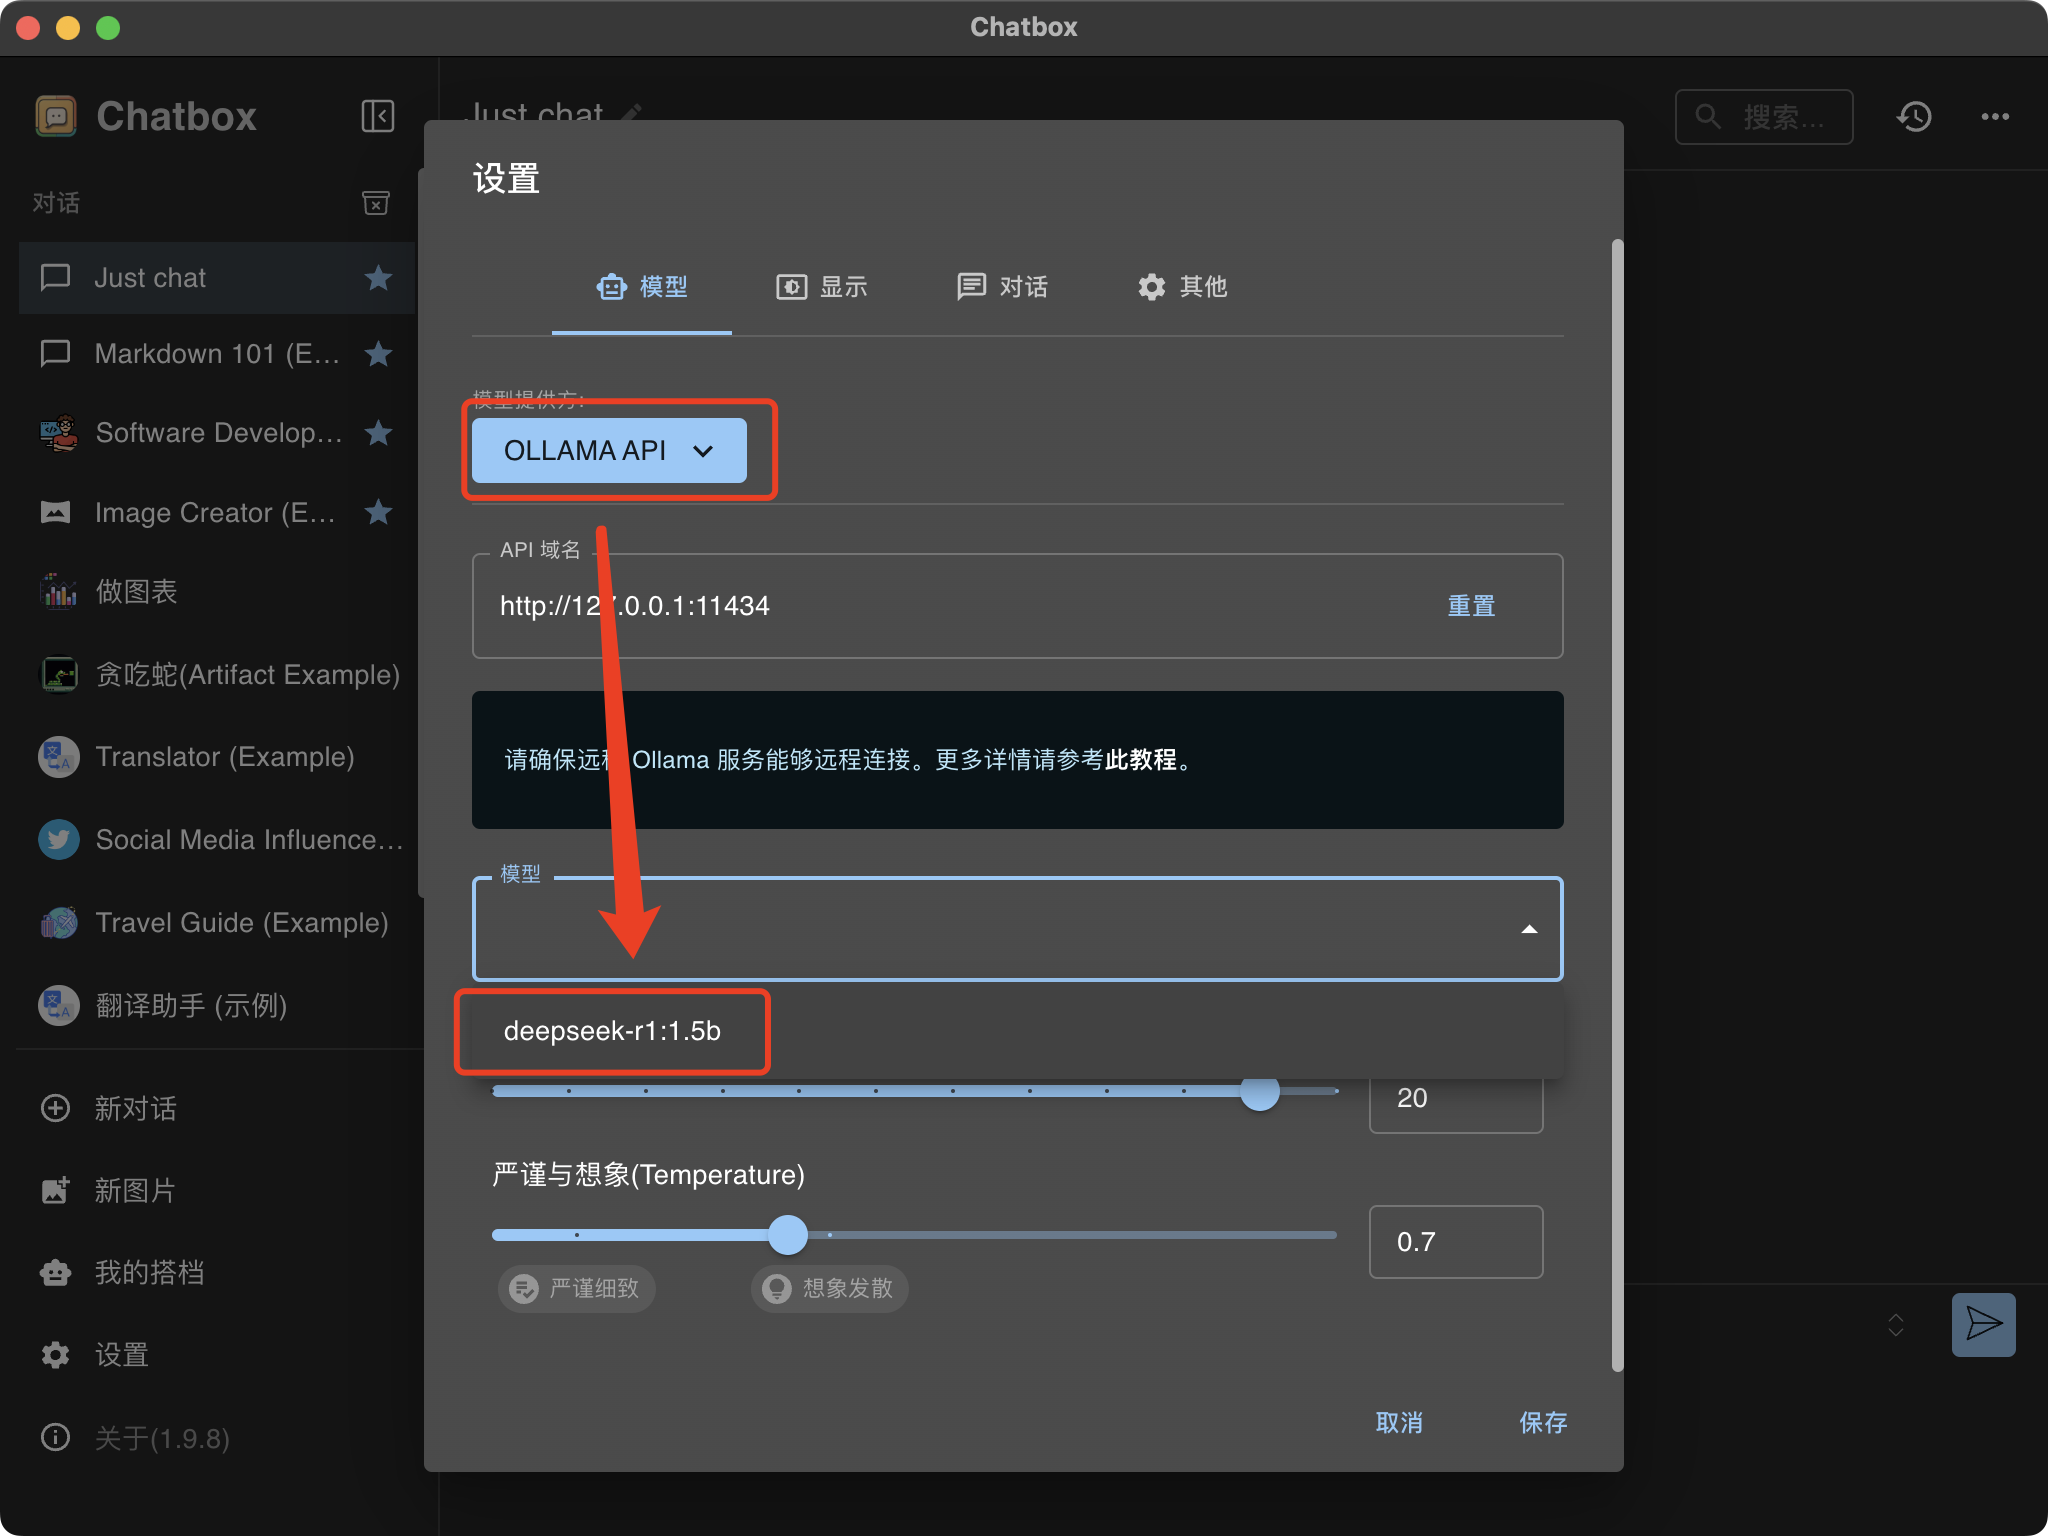 Chatbox
Chatbox
对话
Just chat
Markdown 101 (E...
Software Develop...
Image Creator (E...
做图表
贪吃蛇(Artifact Example)
Translator (Example)
Social Media Influence...
Travel Guide (Example)
翻译助手 (示例)
新对话
新图片
我的搭档
设置
关于(1.9.8)
Just chat
搜索...
设置
模型
显示
对话
其他
模型提供方:
OLLAMA API
API 域名
http://127.0.0.1:11434
重置
请确保远程 Ollama 服务能够远程连接。更多详情请参考此教程。
模型
deepseek-r1:1.5b
20
严谨与想象(Temperature)
0.7
严谨细致
想象发散
取消
保存